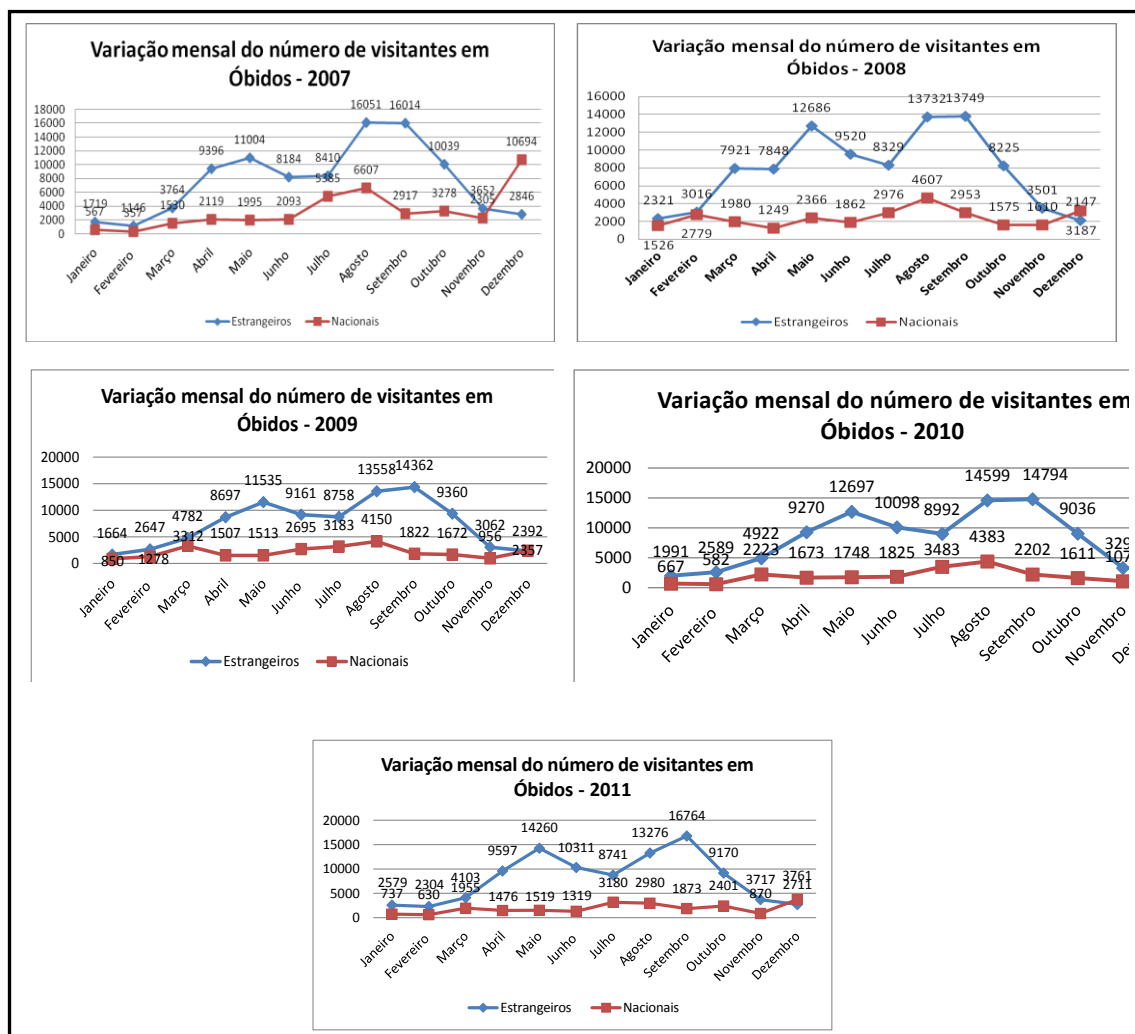 Variação mensal do número de visitantes em
Óbidos - 2007
18000
16000
14000
12000
10000
8000
6000
4000
2000
0
1719 1146 3764 9396 11004 8184 8410 16051 16014 10039 3652 2846
567 357 1530 2119 1995 2093 5385 6607 2917 3278 2305 10694
Janeiro Fevereiro Março Abril Maio Junho Julho Agosto Setembro Outubro Novembro Dezembro
Estrangeiros Nacionais
Variação mensal do número de visitantes em
Óbidos - 2008
16000
14000
12000
10000
8000
6000
4000
2000
0
2321 3016 7921 7848 12686 9520 8329 13732 13749 8225 3501 2147
1526 2779 1980 1249 2366 1862 2976 4607 2953 1575 1610 3187
Janeiro Fevereiro Março Abril Maio Junho Julho Agosto Setembro Outubro Novembro Dezembro
Estrangeiros Nacionais
Variação mensal do número de visitantes em
Óbidos - 2009
20000
15000
10000
5000
0
1664 2647 4782 8697 11535 9161 8758 13558 14362 9360 3062 2392
850 1278 3312 1507 1513 2695 3183 4150 1822 1672 956 2357
Janeiro Fevereiro Março Abril Maio Junho Julho Agosto Setembro Outubro Novembro Dezembro
Estrangeiros Nacionais
Variação mensal do número de visitantes em
Óbidos - 2010
20000
15000
10000
5000
0
1991 2589 4922 9270 12697 10098 8992 14599 14794 9036 329
667 582 2223 1673 1748 1825 3483 4383 2202 1611 107
Janeiro Fevereiro Março Abril Maio Junho Julho Agosto Setembro Outubro Novembro De
Estrangeiros Nacionais
Variação mensal do número de visitantes em
Óbidos - 2011
20000
15000
10000
5000
0
2579 2304 4103 9597 14260 10311 8741 13276 16764 9170 3717 2711
737 630 1955 1476 1519 1319 3180 2980 1873 2401 870 3761
Janeiro Fevereiro Março Abril Maio Junho Julho Agosto Setembro Outubro Novembro Dezembro
Estrangeiros Nacionais